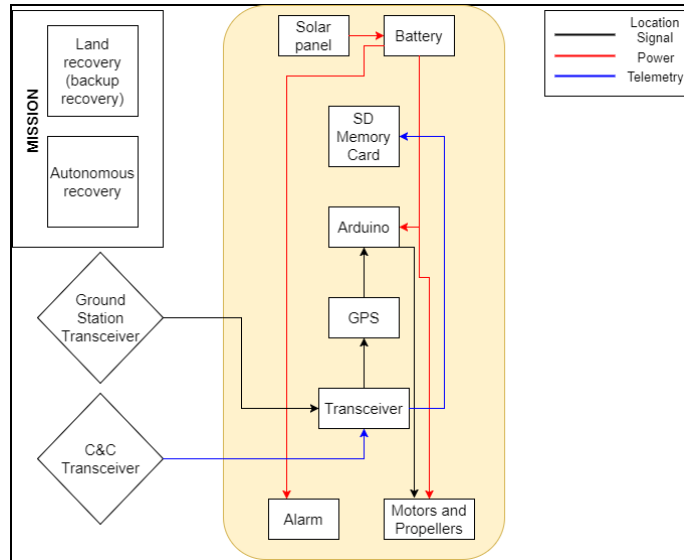 MISSION
Land
recovery
(backup
recovery)
Autonomous
recovery
Solar
panel
Battery
Location
Signal
Power
Telemetry
SD
Memory
Card
Arduino
Ground
Station
Transceiver
GPS
Transceiver
C&C
Transceiver
Alarm
Motors and
Propellers